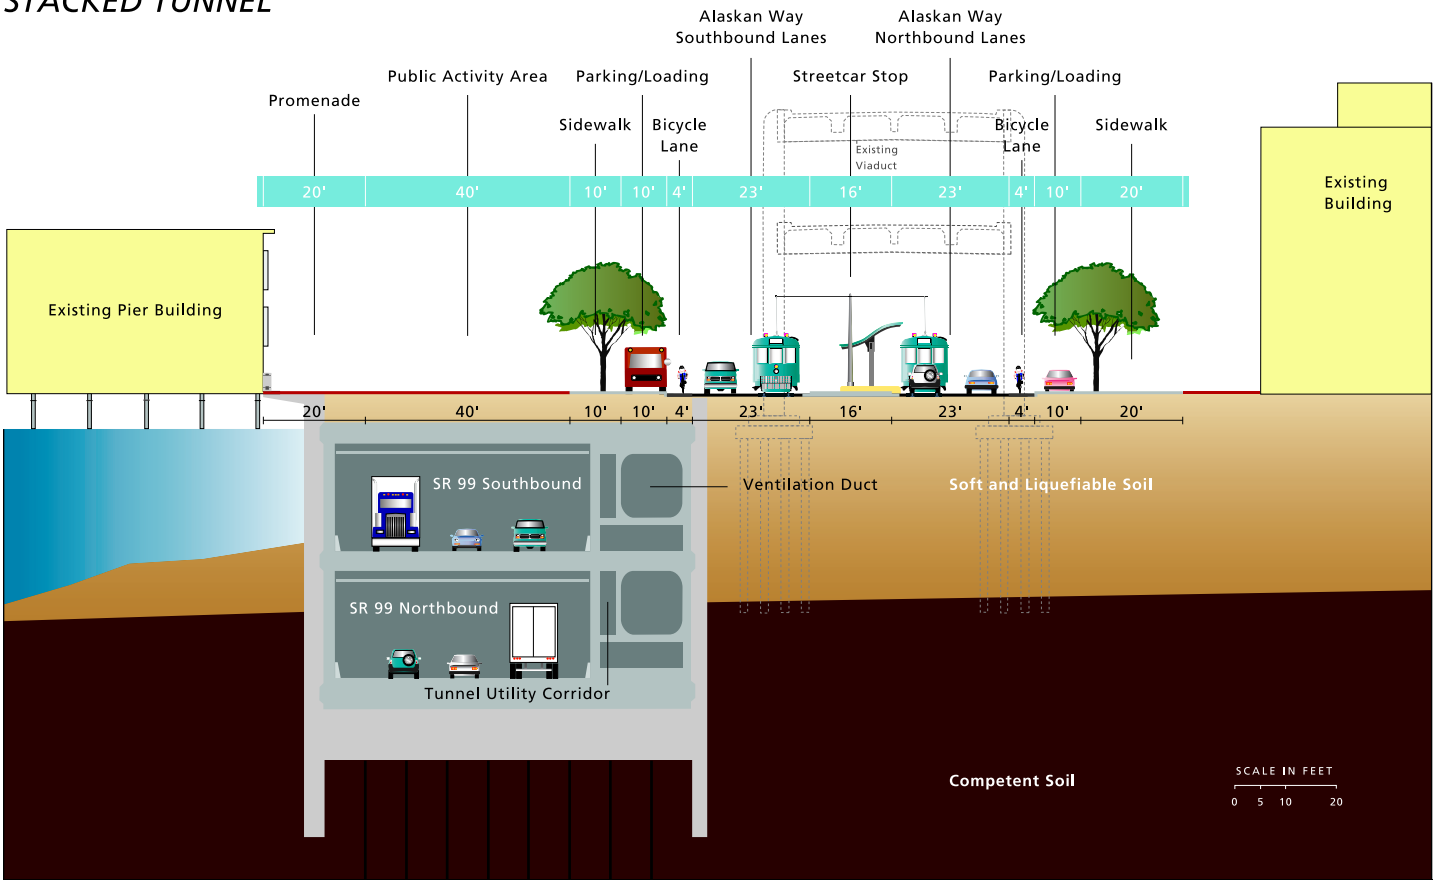 STACKED TUNNEL
Alaskan Way
Southbound Lanes
Alaskan Way
Northbound Lanes
Public Activity Area
Parking/Loading
Streetcar Stop
Parking/Loading
Promenade
Sidewalk
Bicycle
Lane
Bicycle
Lane
Sidewalk
Existing
Viaduct
20' 40' 10' 10' 4' 23' 16' 23' 4' 10' 20'
Existing
Building
Existing Pier Building
20' 40' 10' 10' 4' 23' 16' 23' 4' 10' 20'
SR 99 Southbound
Ventilation Duct
Soft and Liquefiable Soil
SR 99 Northbound
Tunnel Utility Corridor
Competent Soil
SCALE IN FEET
0 5 10 20